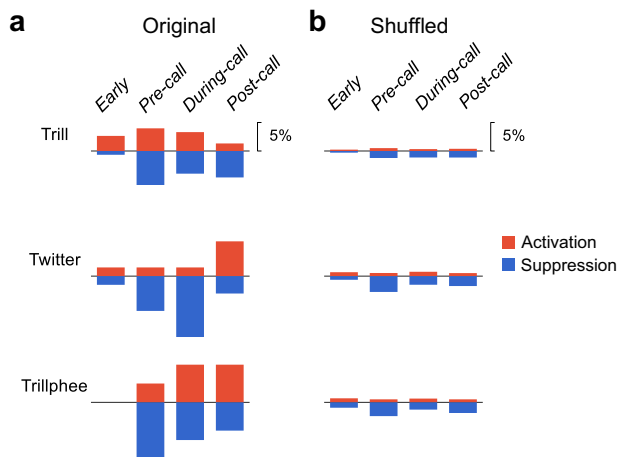 a Original b Shuffled
Early Pre-call During-call Post-call Early Pre-call During-call Post-call
Trill 5% 5%
Twitter
Activation
Suppression
Trillphee